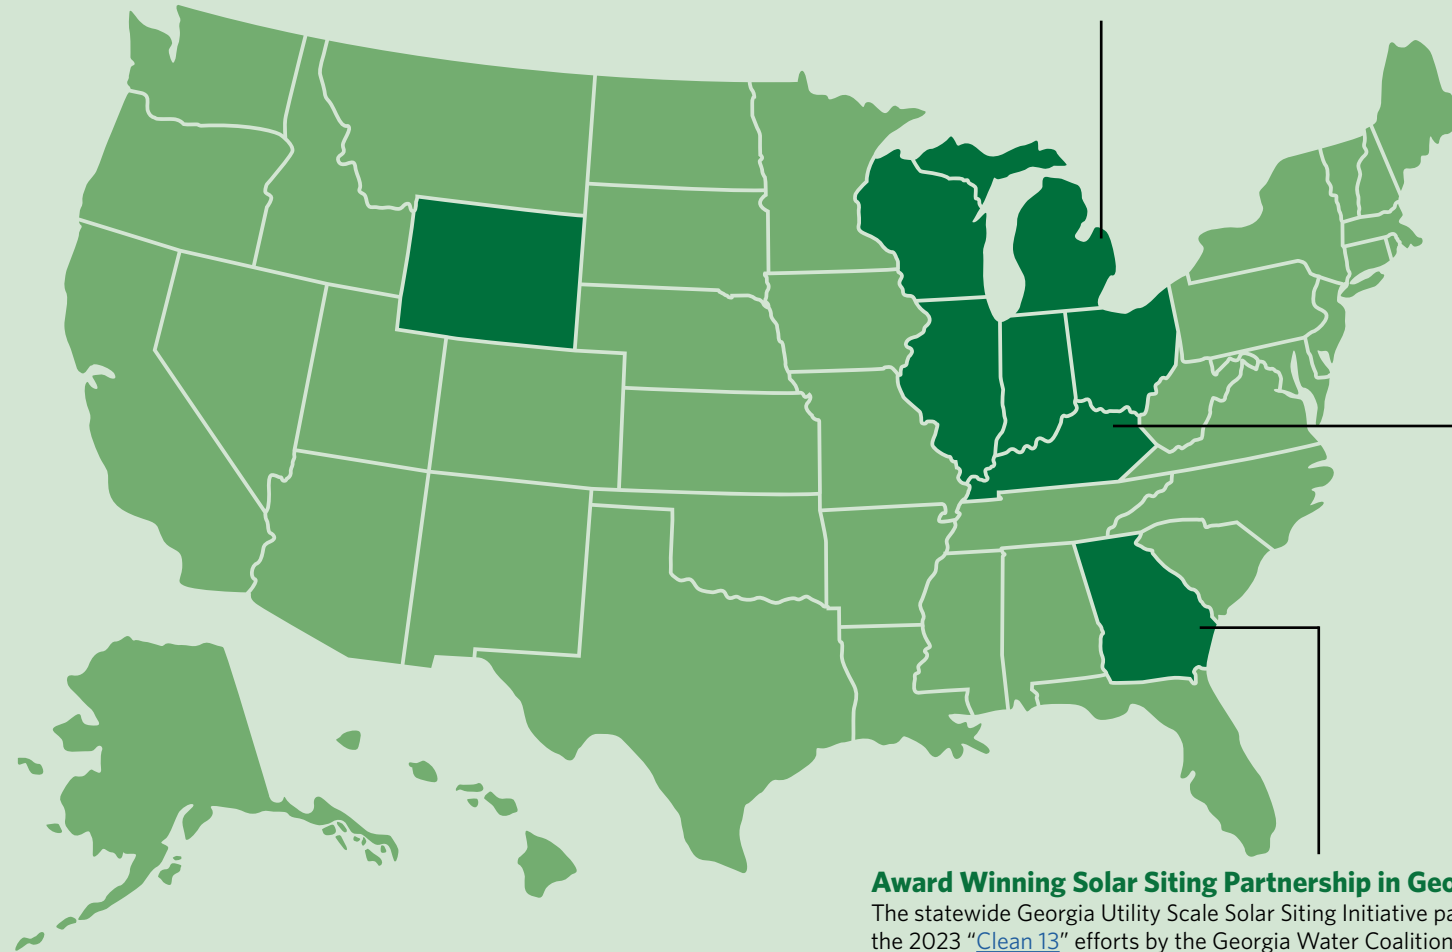 Award Winning Solar Siting Partnership in Geo
The statewide Georgia Utility Scale Solar Siting Initiative pa
the 2023 “Clean 13” efforts by the Georgia Water Coalition